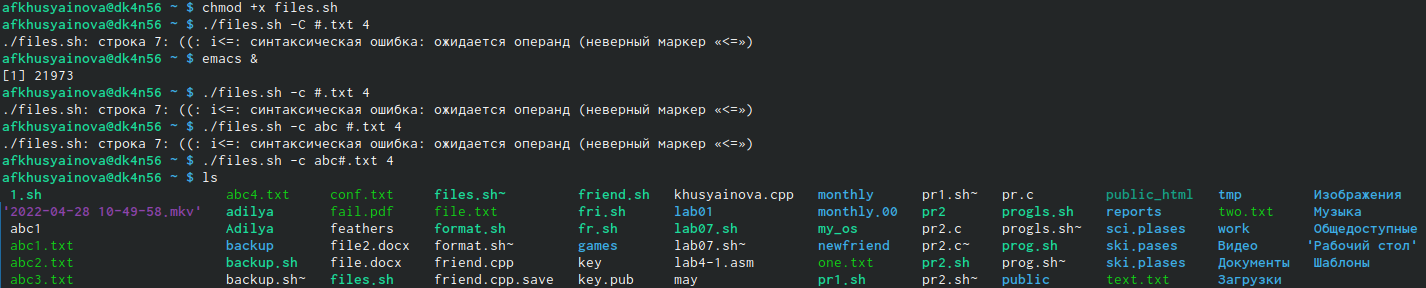 afkhusyainova@dk4n56 ~ $ chmod +x files.sh
afkhusyainova@dk4n56 ~ $ ./files.sh -C #.txt 4
./files.sh: строка 7: ((: i<=: синтаксическая ошибка: ожидается операнд (неверный маркер «<=»)
afkhusyainova@dk4n56 ~ $ emacs &
[1] 21973
afkhusyainova@dk4n56 ~ $ ./files.sh -c #.txt 4
./files.sh: строка 7: ((: i<=: синтаксическая ошибка: ожидается операнд (неверный маркер «<=»)
afkhusyainova@dk4n56 ~ $ ./files.sh -c abc #.txt 4
./files.sh: строка 7: ((: i<=: синтаксическая ошибка: ожидается операнд (неверный маркер «<=»)
afkhusyainova@dk4n56 ~ $ ./files.sh -c abc#.txt 4
afkhusyainova@dk4n56 ~ $ ls
1.sh abc4.txt conf.txt files.sh~ friend.sh khusyainova.cpp monthly pr1.sh~ pr.c public_html tmp Изображения
'2022-04-28 10-49-58.mkv' adilya fail.pdf file.txt fri.sh lab01 monthly.00 pr2 progls.sh reports two.txt Музыка
abc1 Adilya feathers format.sh fr.sh lab07.sh my_os pr2.c progls.sh~ sci.plases work Общедоступные
abc1.txt backup file2.docx format.sh~ games lab07.sh~ newfriend pr2.c~ prog.sh ski.pases Видео 'Рабочий стол'
abc2.txt backup.sh file.docx friend.cpp key lab4-1.asm one.txt pr2.sh prog.sh~ ski.plases Документы Шаблоны
abc3.txt backup.sh~ files.sh friend.cpp.save key.pub may pr1.sh pr2.sh~ public text.txt Загрузки